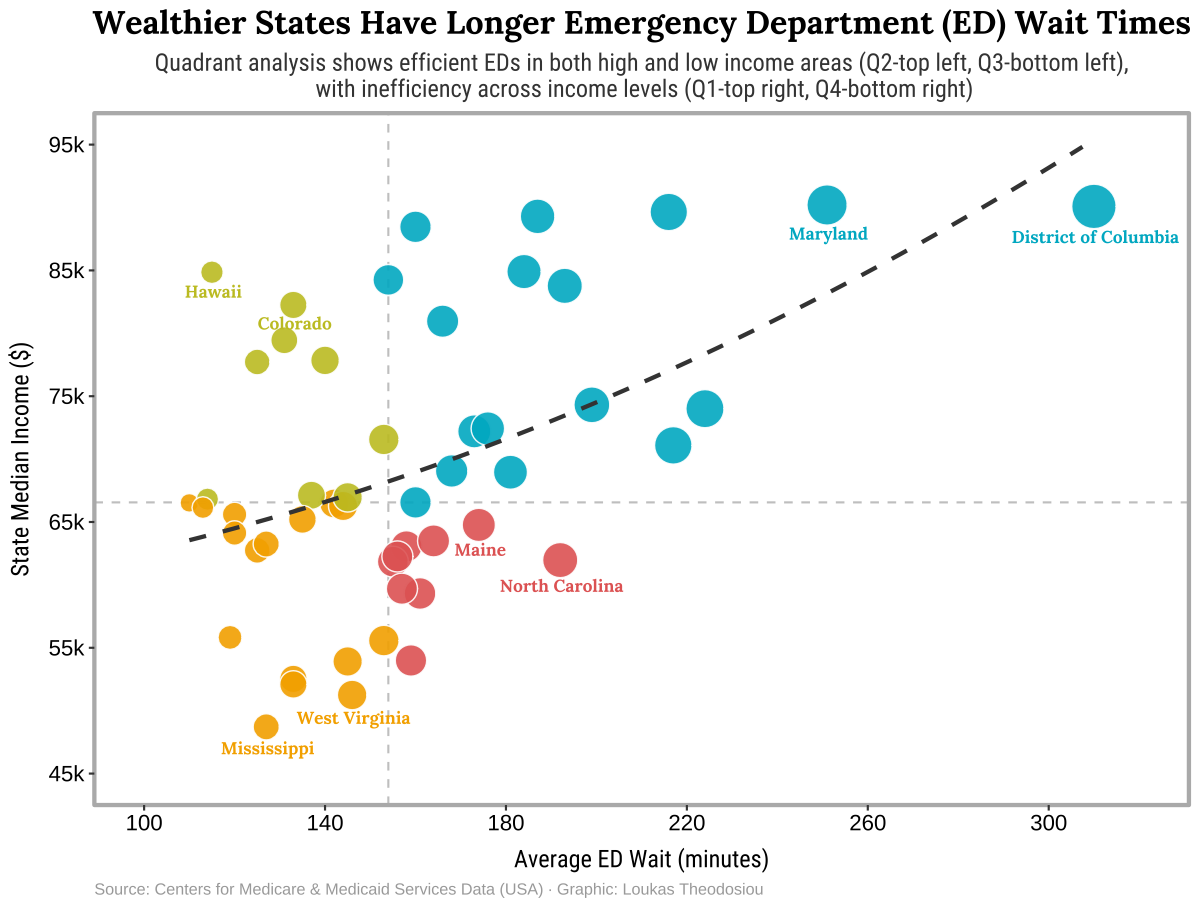 Wealthier States Have Longer Emergency Department (ED) Wait Times
Quadrant analysis shows efficient EDs in both high and low income areas (Q2-top left, Q3-bottom left),
with inefficiency across income levels (Q1-top right, Q4-bottom right)
95k
85k
75k
65k
55k
45k
State Median Income ($)
Maryland
District of Columbia
Hawaii
Colorado
Maine
North Carolina
West Virginia
Mississippi
100
140
180
220
260
300
Average ED Wait (minutes)
Source: Centers for Medicare & Medicaid Services Data (USA) · Graphic: Loukas Theodosiou